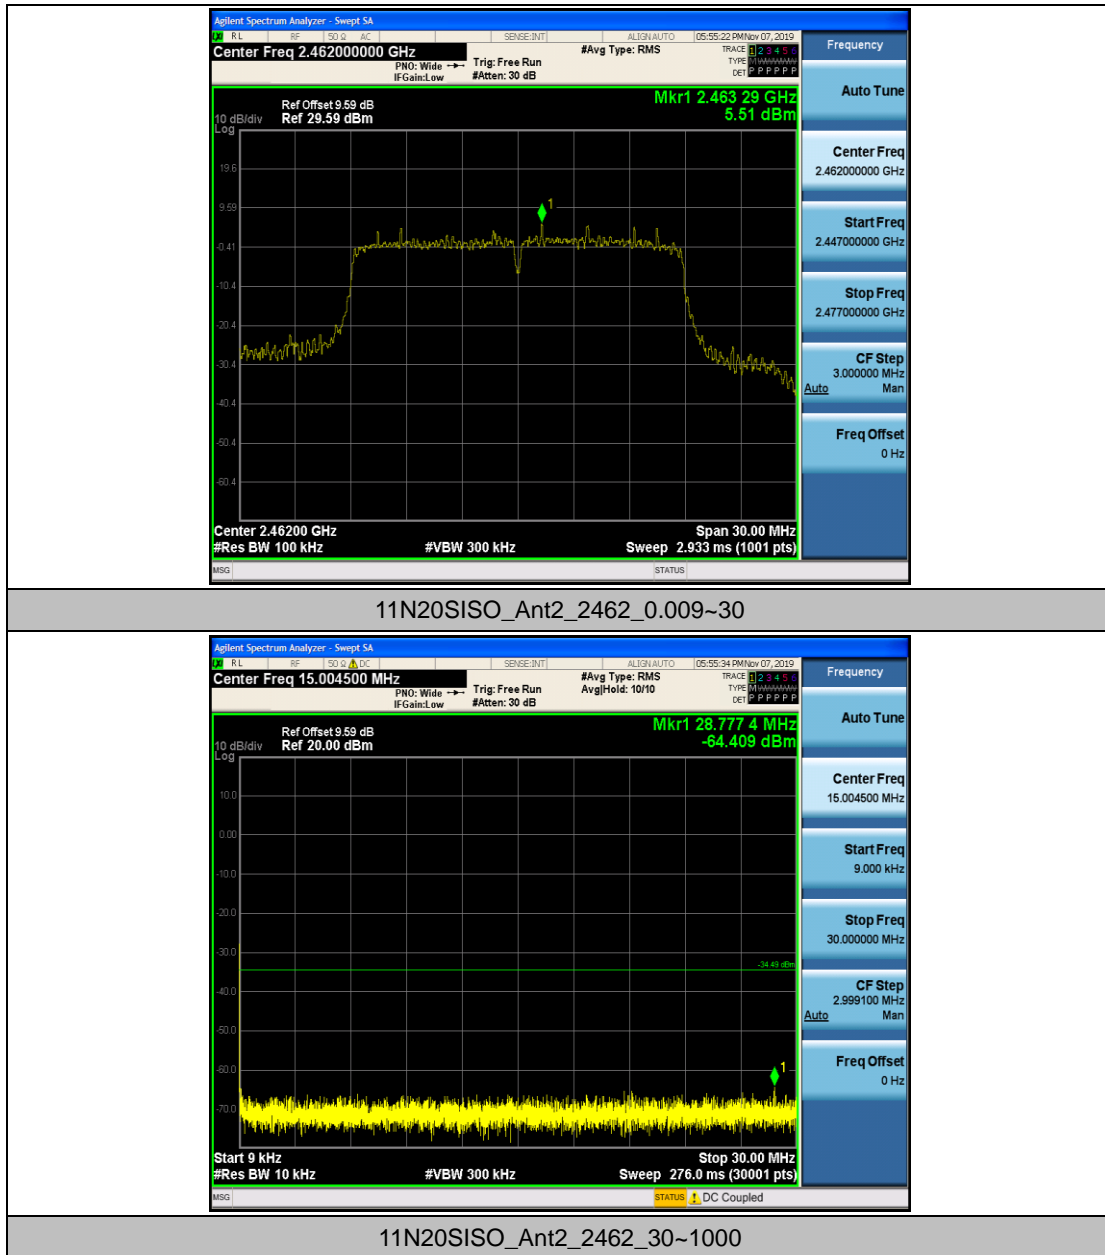 Agilent Spectrum Analyzer - Swept SA
RL RF 50 Ω AC SENSE:INT ALIGNAUTO 05:55:22 PMNov 07, 2019
Center Freq 2.462000000 GHz
PNO: Wide
IFGain:Low
Trig: Free Run
#Atten: 30 dB
#Avg Type: RMS
TRACE 1 2 3 4 5 6
TYPE M WWWWW
DET P P P P P P
Frequency
Mkr1 2.463 29 GHz
5.51 dBm
Ref Offset 9.59 dB
10 dB/div Ref 29.59 dBm
Log
19.6
9.59
-0.41
-10.4
-20.4
-30.4
-40.4
-50.4
-60.4
1
Center 2.46200 GHz Span 30.00 MHz
#Res BW 100 kHz #VBW 300 kHz Sweep 2.933 ms (1001 pts)
MSG STATUS
Auto Tune
Center Freq
2.462000000 GHz
Start Freq
2.447000000 GHz
Stop Freq
2.477000000 GHz
CF Step
3.000000 MHz
Auto Man
Freq Offset
0 Hz
11N20SISO_Ant2_2462_0.009~30
Agilent Spectrum Analyzer - Swept SA
RL RF 50 Ω DC SENSE:INT ALIGNAUTO 05:55:34 PMNov 07, 2019
Center Freq 15.004500 MHz
PNO: Wide
IFGain:Low
Trig: Free Run
#Atten: 30 dB
#Avg Type: RMS
Avg|Hold: 10/10
TRACE 1 2 3 4 5 6
TYPE M WWWWW
DET P P P P P P
Frequency
Mkr1 28.777 4 MHz
-64.409 dBm
Ref Offset 9.59 dB
10 dB/div Ref 20.00 dBm
Log
10.0
0.00
-10.0
-20.0
-30.0
-40.0
-50.0
-60.0
-70.0
-34.49 dBm
1
Start 9 kHz Stop 30.00 MHz
#Res BW 10 kHz #VBW 300 kHz Sweep 276.0 ms (30001 pts)
MSG STATUS DC Coupled
Auto Tune
Center Freq
15.004500 MHz
Start Freq
9.000 kHz
Stop Freq
30.000000 MHz
CF Step
2.999100 MHz
Auto Man
Freq Offset
0 Hz
11N20SISO_Ant2_2462_30~1000